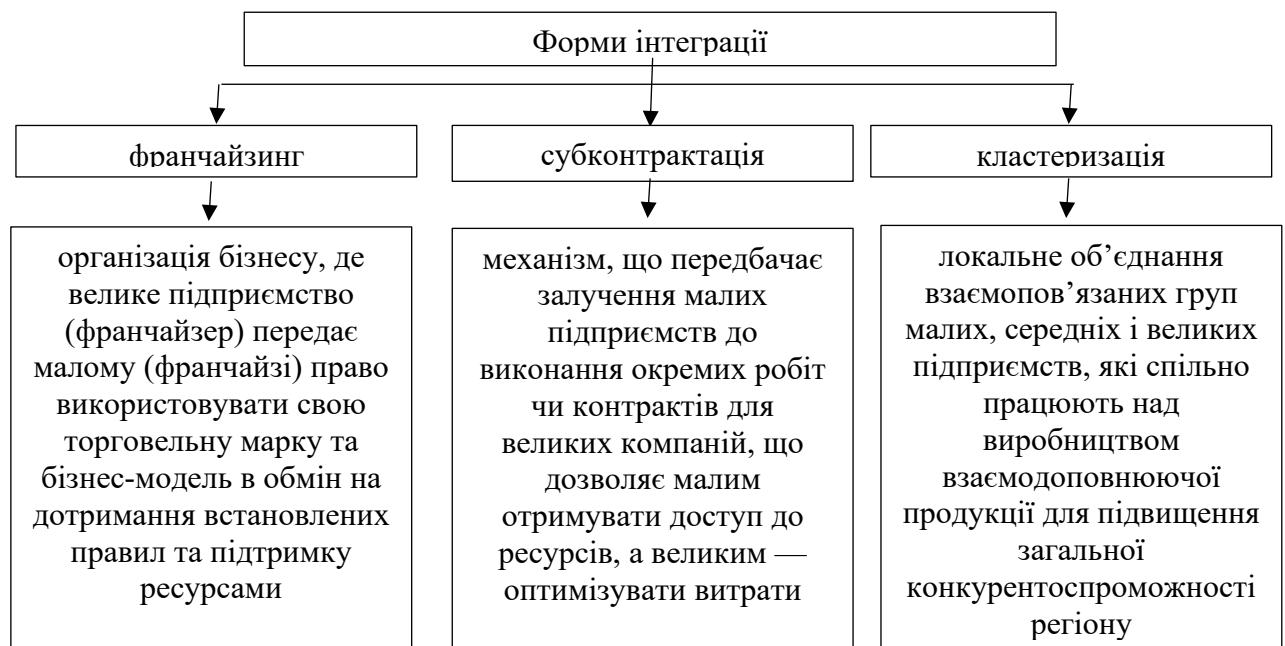 Форми інтеграції
франчайзинг
субконтрактація
кластеризація
організація бізнесу, де
велике підприємство
(франчайзер) передає
малому (франчайзі) право
використовувати свою
торговельну марку та
бізнес-модель в обмін на
дотримання встановлених
правил та підтримку
ресурсами
механізм, що передбачає
залучення малих
підприємств до
виконання окремих робіт
чи контрактів для
великих компаній, що
дозволяє малим
отримувати доступ до
ресурсів, а великим —
оптимізувати витрати
локальне об’єднання
взаємопов’язаних груп
малих, середніх і великих
підприємств, які спільно
працюють над
виробництвом
взаємодоповнюючої
продукції для підвищення
загальної
конкурентоспроможності
регіону